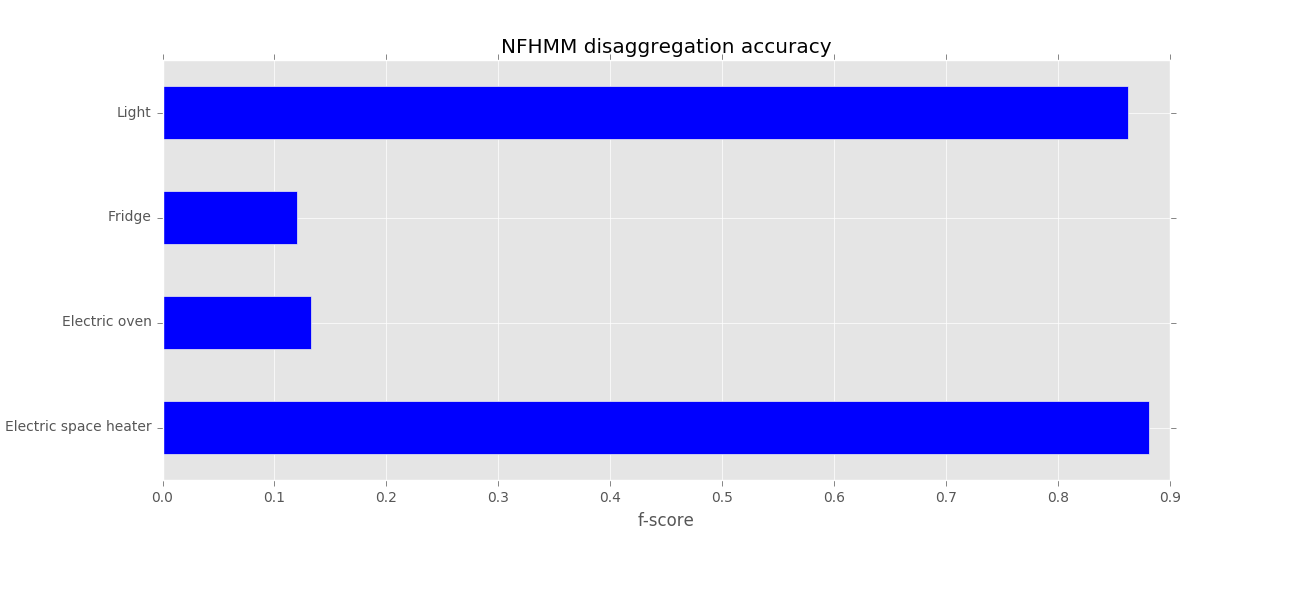 NFHMM disaggregation accuracy
Light
Fridge
Electric oven
Electric space heater
0.0 0.1 0.2 0.3 0.4 0.5 0.6 0.7 0.8 0.9
f-score